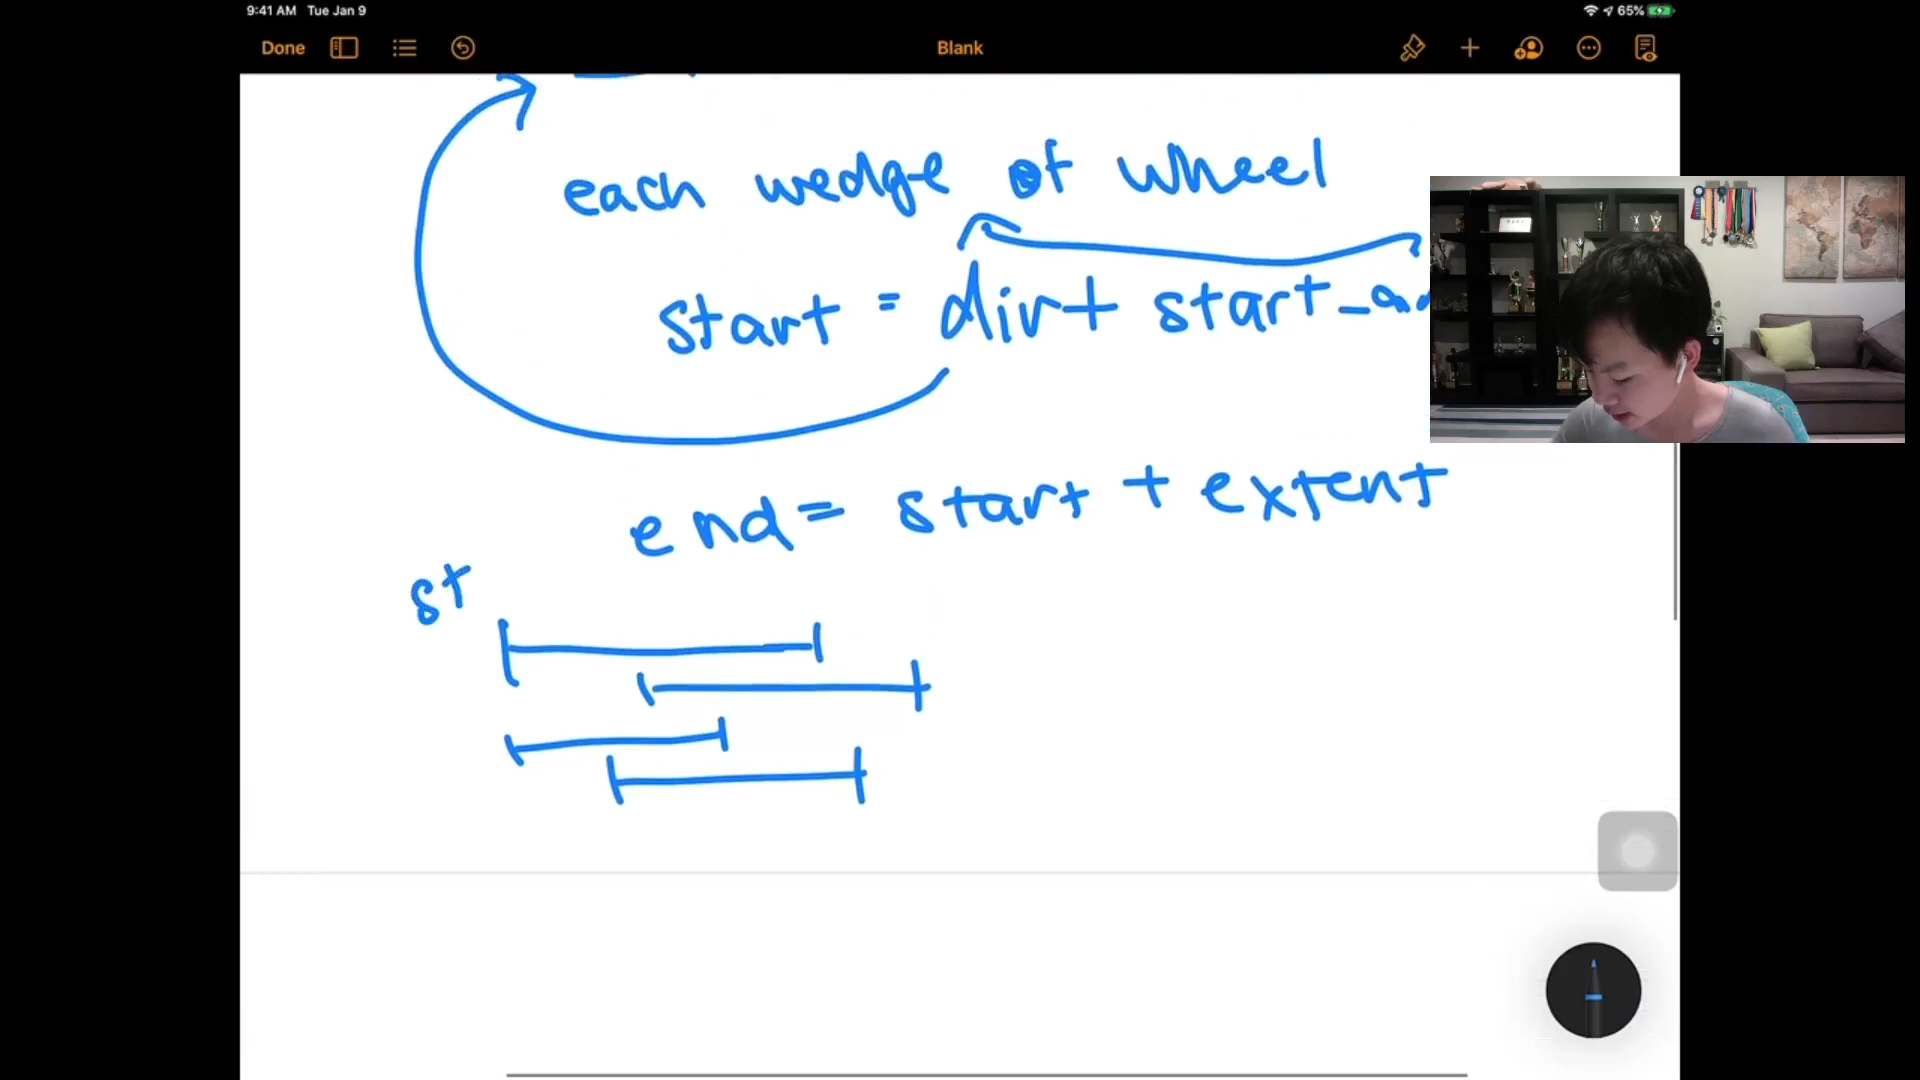 9:41 AM Tue Jan 9
65%
Done
Blank
each wedge of wheel
start = dir + start_an
end = start + extent
st